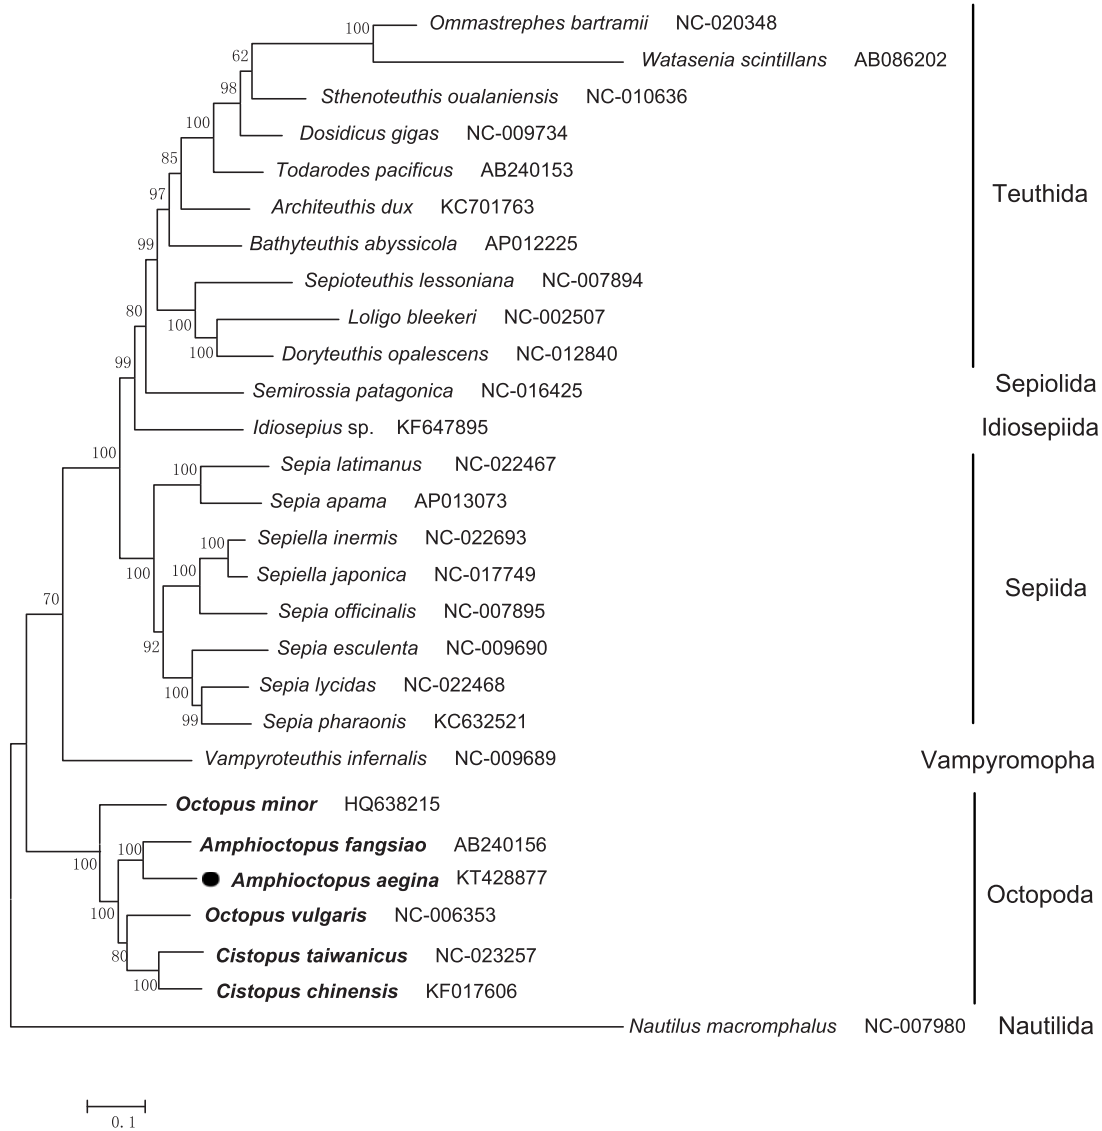 100 Ommastrephes bartramii NC-020348
62 Watasenia scintillans AB086202
98 Sthenoteuthis oualaniensis NC-010636
100 Dosidicus gigas NC-009734
85 Todarodes pacificus AB240153
97 Architeuthis dux KC701763 Teuthida
99 Bathyteuthis abyssicola AP012225
Sepioteuthis lessoniana NC-007894
80 100 Loligo bleekeri NC-002507
100 Doryteuthis opalescens NC-012840
99 Semirossia patagonica NC-016425 Sepiolida
Idiosepius sp. KF647895 Idiosepiida
100 100 Sepia latimanus NC-022467
Sepia apama AP013073
100 Sepiella inermis NC-022693
100 100 Sepiella japonica NC-017749 Sepiida
70 Sepia officinalis NC-007895
92 Sepia esculenta NC-009690
100 Sepia lycidas NC-022468
99 Sepia pharaonis KC632521
Vampyroteuthis infernalis NC-009689 Vampyromopha
Octopus minor HQ638215
100 100 Amphioctopus fangsiao AB240156
Amphioctopus aegina KT428877 Octopoda
100 Octopus vulgaris NC-006353
80 Cistopus taiwanicus NC-023257
100 Cistopus chinensis KF017606
Nautilus macromphalus NC-007980 Nautilida
0.1